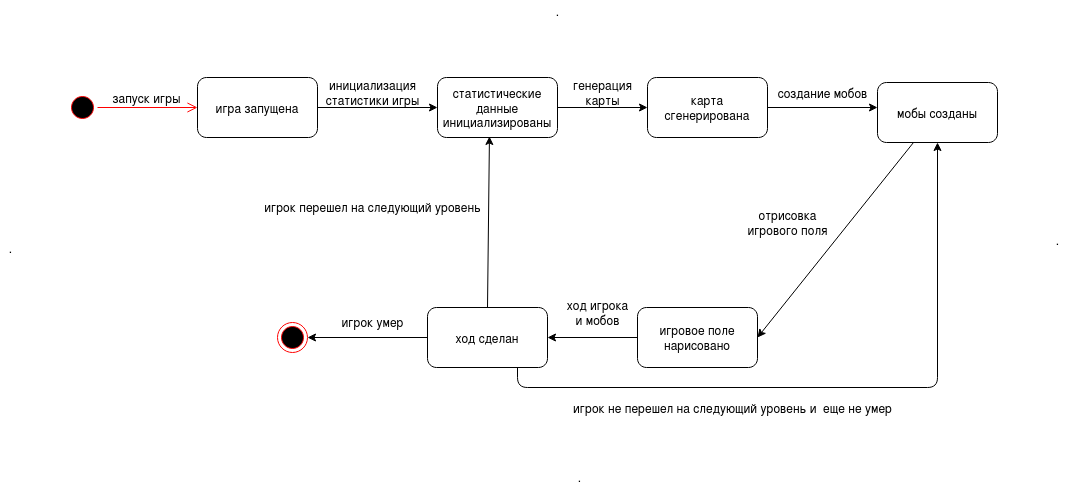 запуск игры
игра запущена
инициализация
статистики игры
статистические
данные
инициализированы
генерация
карты
карта
сгенерирована
создание мобов
мобы созданы
игрок перешел на следующий уровень
отрисовка
игрового поля
игрок умер
ход сделан
ход игрока
и мобов
игровое поле
нарисовано
игрок не перешел на следующий уровень и еще не умер